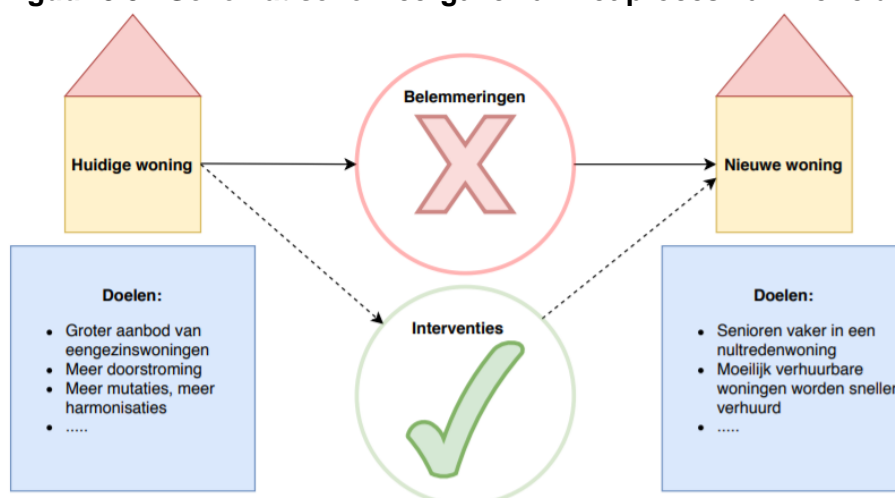 Belemmeringen
Huidige woning
Nieuwe woning
Doelen:
• Groter aanbod van
eengezinswoningen
• Meer doorstroming
• Meer mutaties, meer
harmonisaties
• .....
Interventies
Doelen:
• Senioren vaker in een
nultredenwoning
• Moeilijk verhuurbare
woningen worden sneller
verhuurd
• .....